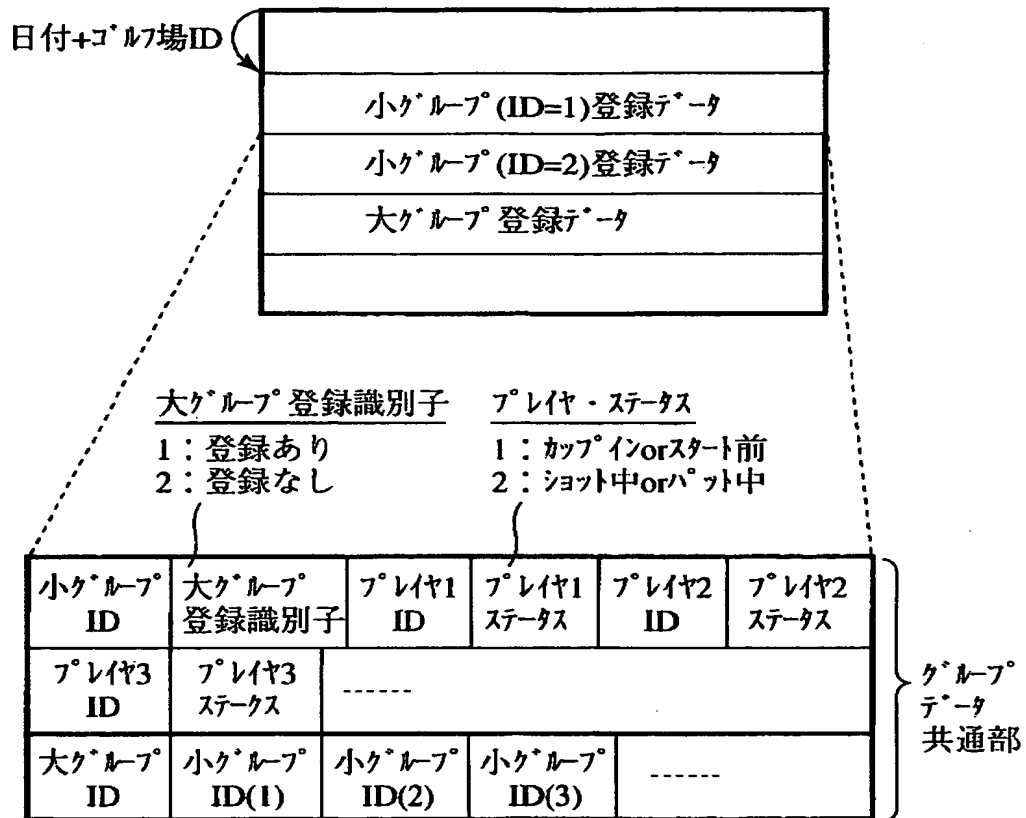 日付+ゴルフ場ID
小グループ(ID=1)登録データ
小グループ(ID=2)登録データ
大グループ登録データ
大グループ登録識別子
1:登録あり
2:登録なし
プレイヤ・ステータス
1:カップインorスタート前
2:ショット中orパット中
小グループ
ID
大グループ
登録識別子
プレイヤ1
ID
プレイヤ1
ステータス
プレイヤ2
ID
プレイヤ2
ステータス
プレイヤ3
ID
プレイヤ3
ステークス
------
大グループ
ID
小グループ
ID(1)
小グループ
ID(2)
小グループ
ID(3)
------
グループ
データ
共通部